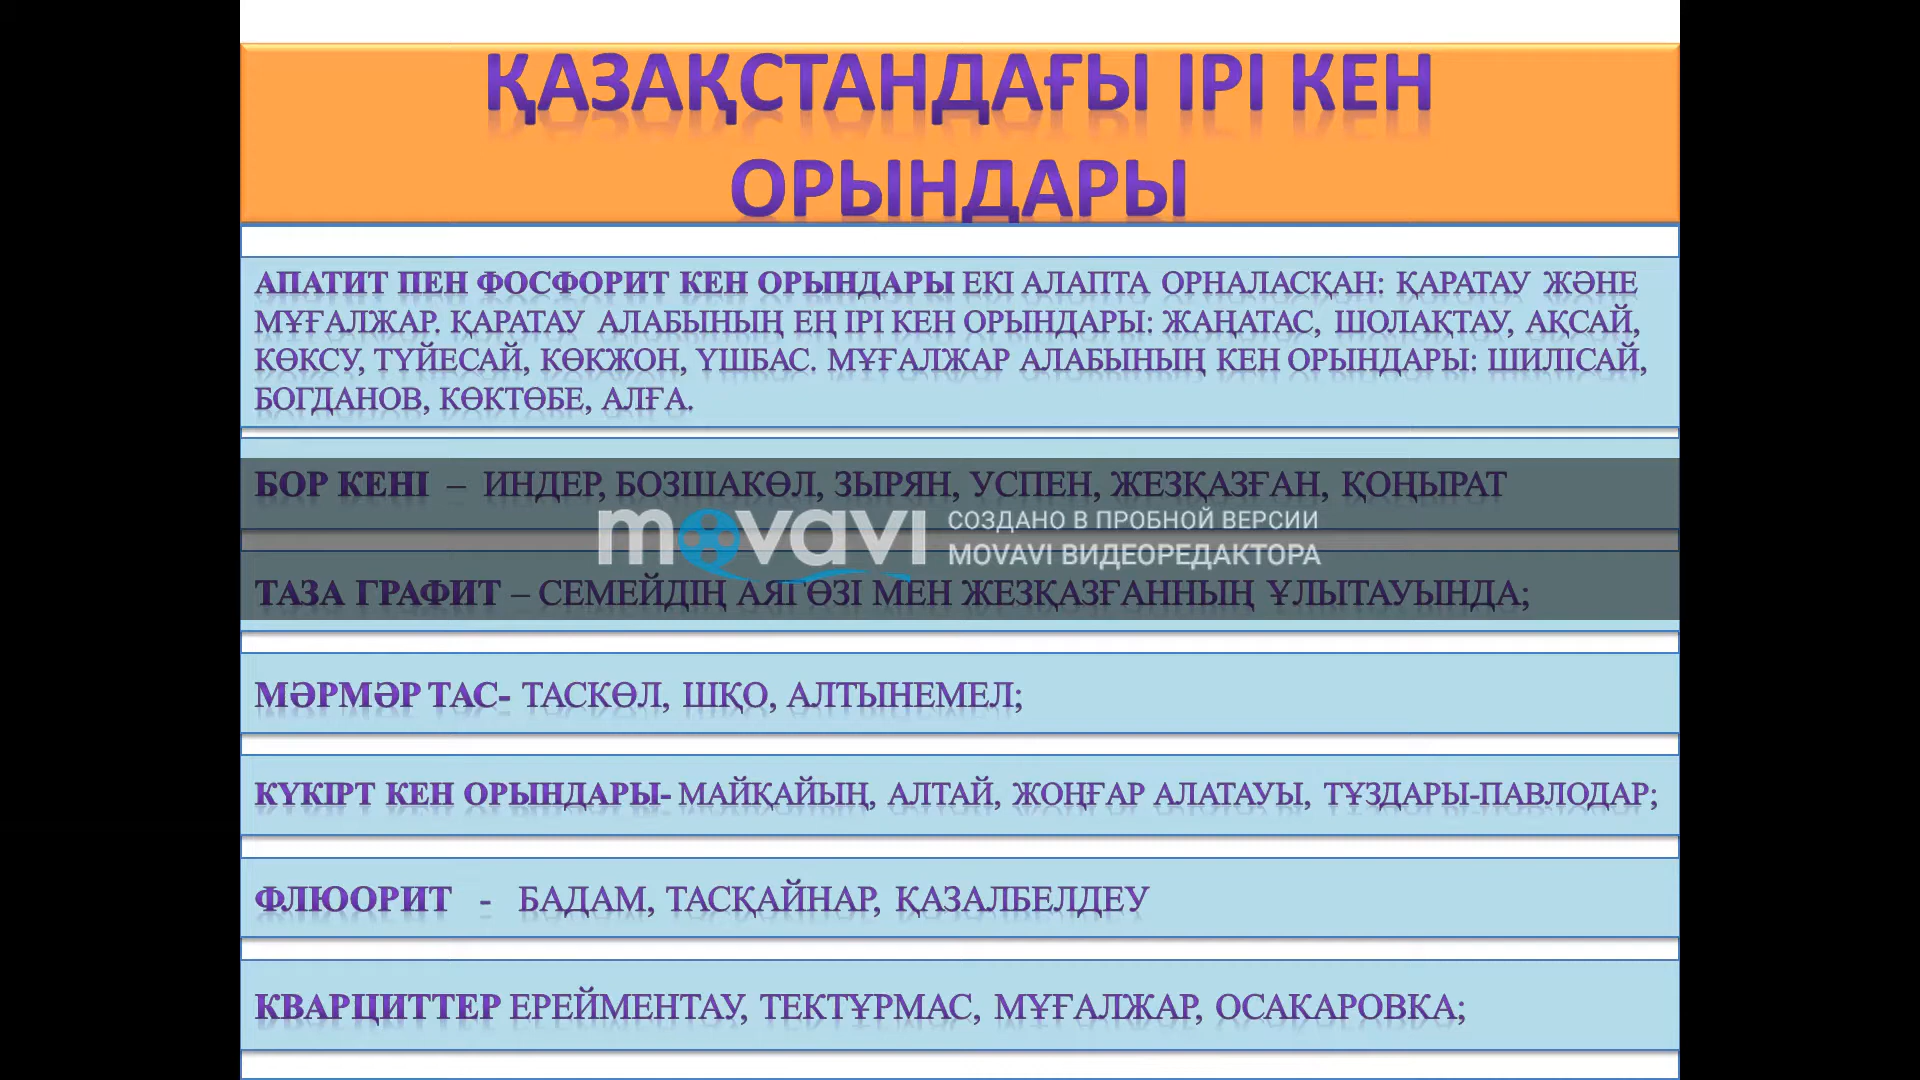 ҚАЗАҚСТАНДАҒЫ ІРІ КЕН
ОРЫНДАРЫ
АПАТИТ ПЕН ФОСФОРИТ КЕН ОРЫНДАРЫ ЕКІ АЛАПТА ОРНАЛАСҚАН: ҚАРАТАУ ЖӘНЕ
МҰҒАЛЖАР. ҚАРАТАУ АЛАБЫНЫҢ ЕҢ ІРІ КЕН ОРЫНДАРЫ: ЖАҢАТАС, ШОЛАҚТАУ, АҚСАЙ,
КӨКСУ, ТҮЙЕСАЙ, КӨКЖОН, ҮШБАС. МҰҒАЛЖАР АЛАБЫНЫҢ КЕН ОРЫНДАРЫ: ШИЛІСАЙ,
БОГДАНОВ, КӨКТӨБЕ, АЛҒА.
БОР КЕНІ – ИНДЕР, БОЗШАКӨЛ, ЗЫРЯН, УСПЕН, ЖЕЗҚАЗҒАН, ҚОҢЫРАТ
movavi СОЗДАНО В ПРОБНОЙ ВЕРСИИ
MOVAVI ВИДЕОРЕДАКТОРА
ТАЗА ГРАФИТ – СЕМЕЙДІҢ АЯГӨЗІ МЕН ЖЕЗҚАЗҒАННЫҢ ҰЛЫТАУЫНДА;
МӘРМӘР ТАС- ТАСКӨЛ, ШҚО, АЛТЫНЕМЕЛ;
КҮКІРТ КЕН ОРЫНДАРЫ- МАЙҚАЙЫҢ, АЛТАЙ, ЖОҢҒАР АЛАТАУЫ, ТҰЗДАРЫ-ПАВЛОДАР;
ФЛЮОРИТ - БАДАМ, ТАСҚАЙНАР, ҚАЗАЛБЕЛДЕУ
КВАРЦИТТЕР ЕРЕЙМЕНТАУ, ТЕКТҰРМАС, МҰҒАЛЖАР, ОСАКАРОВКА;